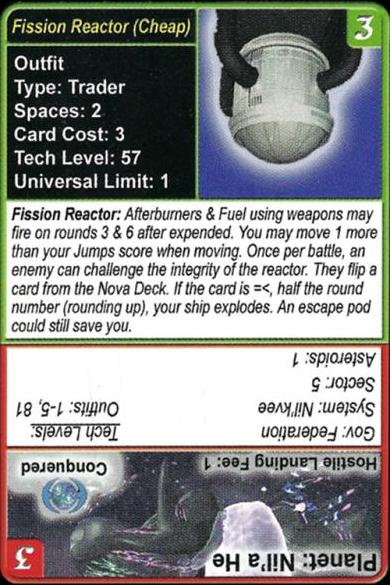 Fission Reactor (Cheap)
3
Outfit
Type: Trader
Spaces: 2
Card Cost: 3
Tech Level: 57
Universal Limit: 1
Fission Reactor: Afterburners & Fuel using weapons may
fire on rounds 3 & 6 after expended. You may move 1 more
than your Jumps score when moving. Once per battle, an
enemy can challenge the integrity of the reactor. They flip a
card from the Nova Deck. If the card is =<, half the round
number (rounding up), your ship explodes. An escape pod
could still save you.
Planet: Nil'a He
3
Hostile Landing Fee: 1
Conquered
Gov: Federation
Tech Levels:
System: Nil'kvee
Outfits: 1-5, 81
Sector: 5
Asteroids: 1